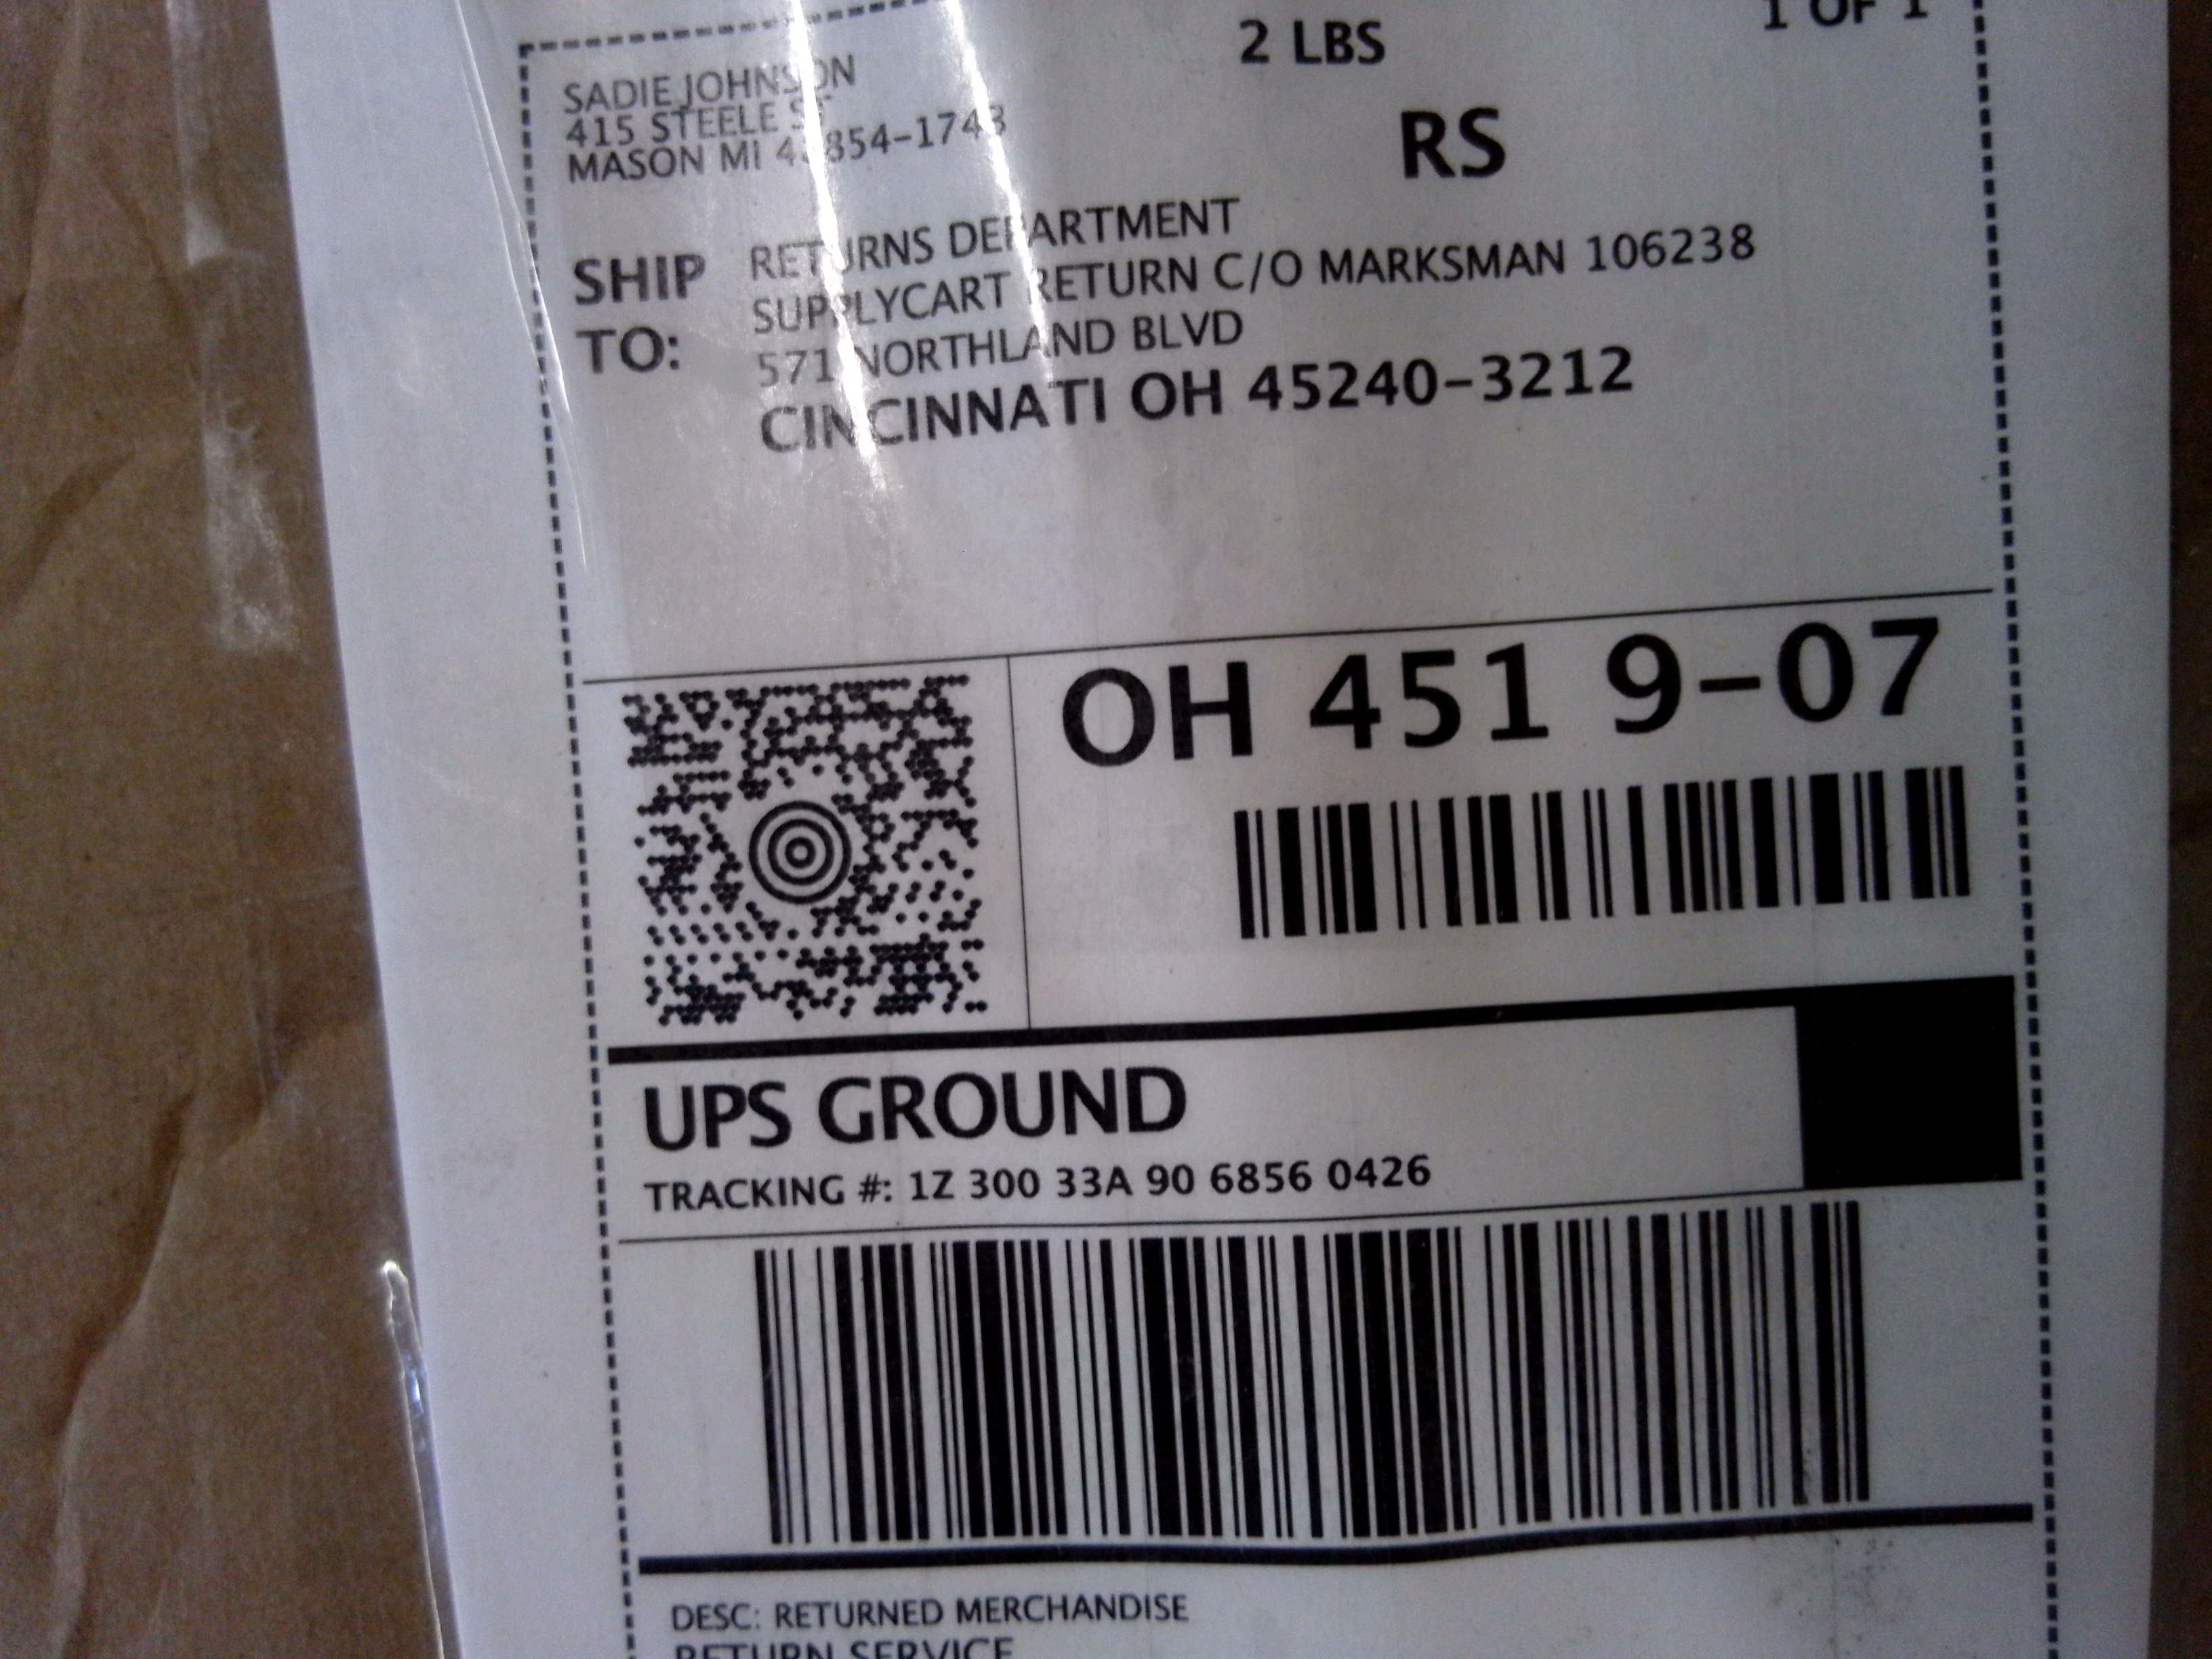 2 LBS
1 OF 1
SADIE JOHNSON
415 STEELE ST
MASON MI
RS
SHIP TO:
RETURNS DEPARTMENT
SUPPLYCART RETURN C/O MARKSMAN 106238
571 NORTHLAND BLVD
CINCINNATI OH 45240-3212
OH 451 9-07
UPS GROUND
TRACKING #: 1Z 300 33A 90 6856 0426
DESC: RETURNED MERCHANDISE
RETURN SERVICE